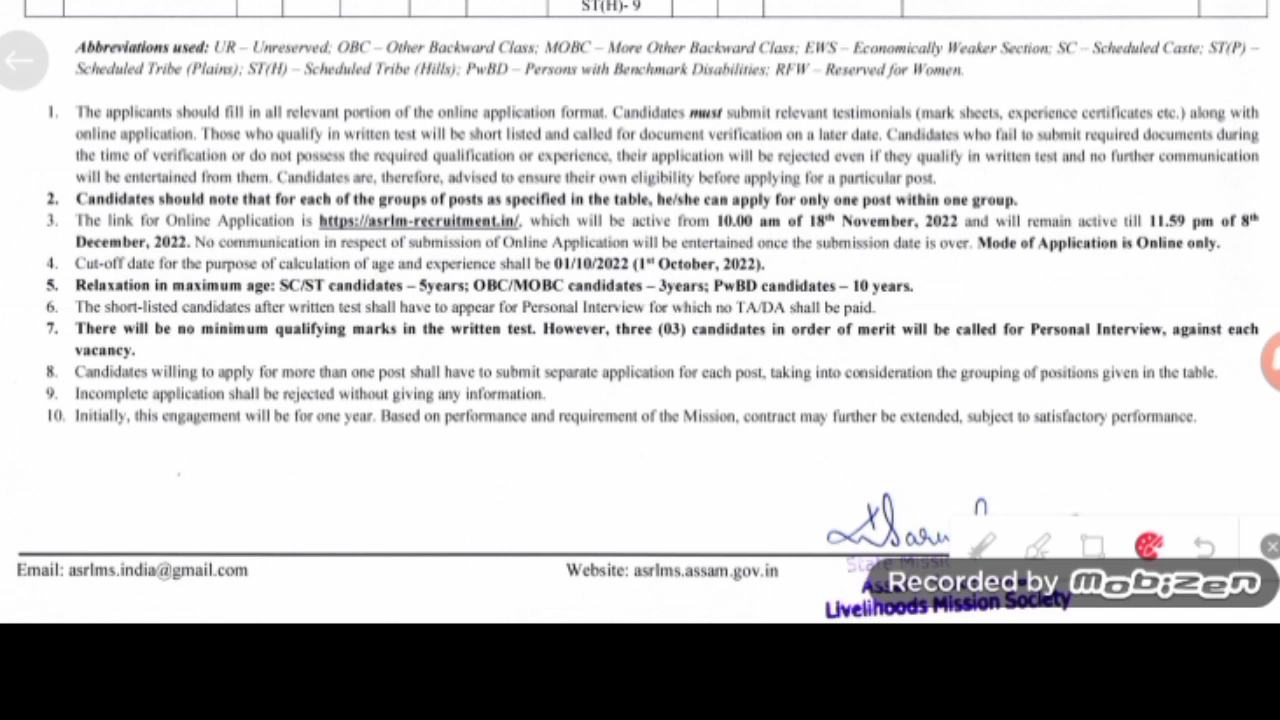 ST(H)- 9
Abbreviations used: UR – Unreserved; OBC – Other Backward Class; MOBC – More Other Backward Class; EWS – Economically Weaker Section; SC – Scheduled Caste; ST(P) –
Scheduled Tribe (Plains); ST(H) – Scheduled Tribe (Hills); PwBD – Persons with Benchmark Disabilities; RFW – Reserved for Women.
1. The applicants should fill in all relevant portion of the online application format. Candidates must submit relevant testimonials (mark sheets, experience certificates etc.) along with
online application. Those who qualify in written test will be short listed and called for document verification on a later date. Candidates who fail to submit required documents during
the time of verification or do not possess the required qualification or experience, their application will be rejected even if they qualify in written test and no further communication
will be entertained from them. Candidates are, therefore, advised to ensure their own eligibility before applying for a particular post.
2. Candidates should note that for each of the groups of posts as specified in the table, he/she can apply for only one post within one group.
3. The link for Online Application is https://asrlm-recruitment.in/, which will be active from 10.00 am of 18th November, 2022 and will remain active till 11.59 pm of 8th
December, 2022. No communication in respect of submission of Online Application will be entertained once the submission date is over. Mode of Application is Online only.
4. Cut-off date for the purpose of calculation of age and experience shall be 01/10/2022 (1st October, 2022).
5. Relaxation in maximum age: SC/ST candidates – 5years; OBC/MOBC candidates – 3years; PwBD candidates – 10 years.
6. The short-listed candidates after written test shall have to appear for Personal Interview for which no TA/DA shall be paid.
7. There will be no minimum qualifying marks in the written test. However, three (03) candidates in order of merit will be called for Personal Interview, against each
vacancy.
8. Candidates willing to apply for more than one post shall have to submit separate application for each post, taking into consideration the grouping of positions given in the table.
9. Incomplete application shall be rejected without giving any information.
10. Initially, this engagement will be for one year. Based on performance and requirement of the Mission, contract may further be extended, subject to satisfactory performance.
Email: asrlms.india@gmail.com Website: asrlms.assam.gov.in
State
Recorded by Mobizen
Livelihoods Mission Society